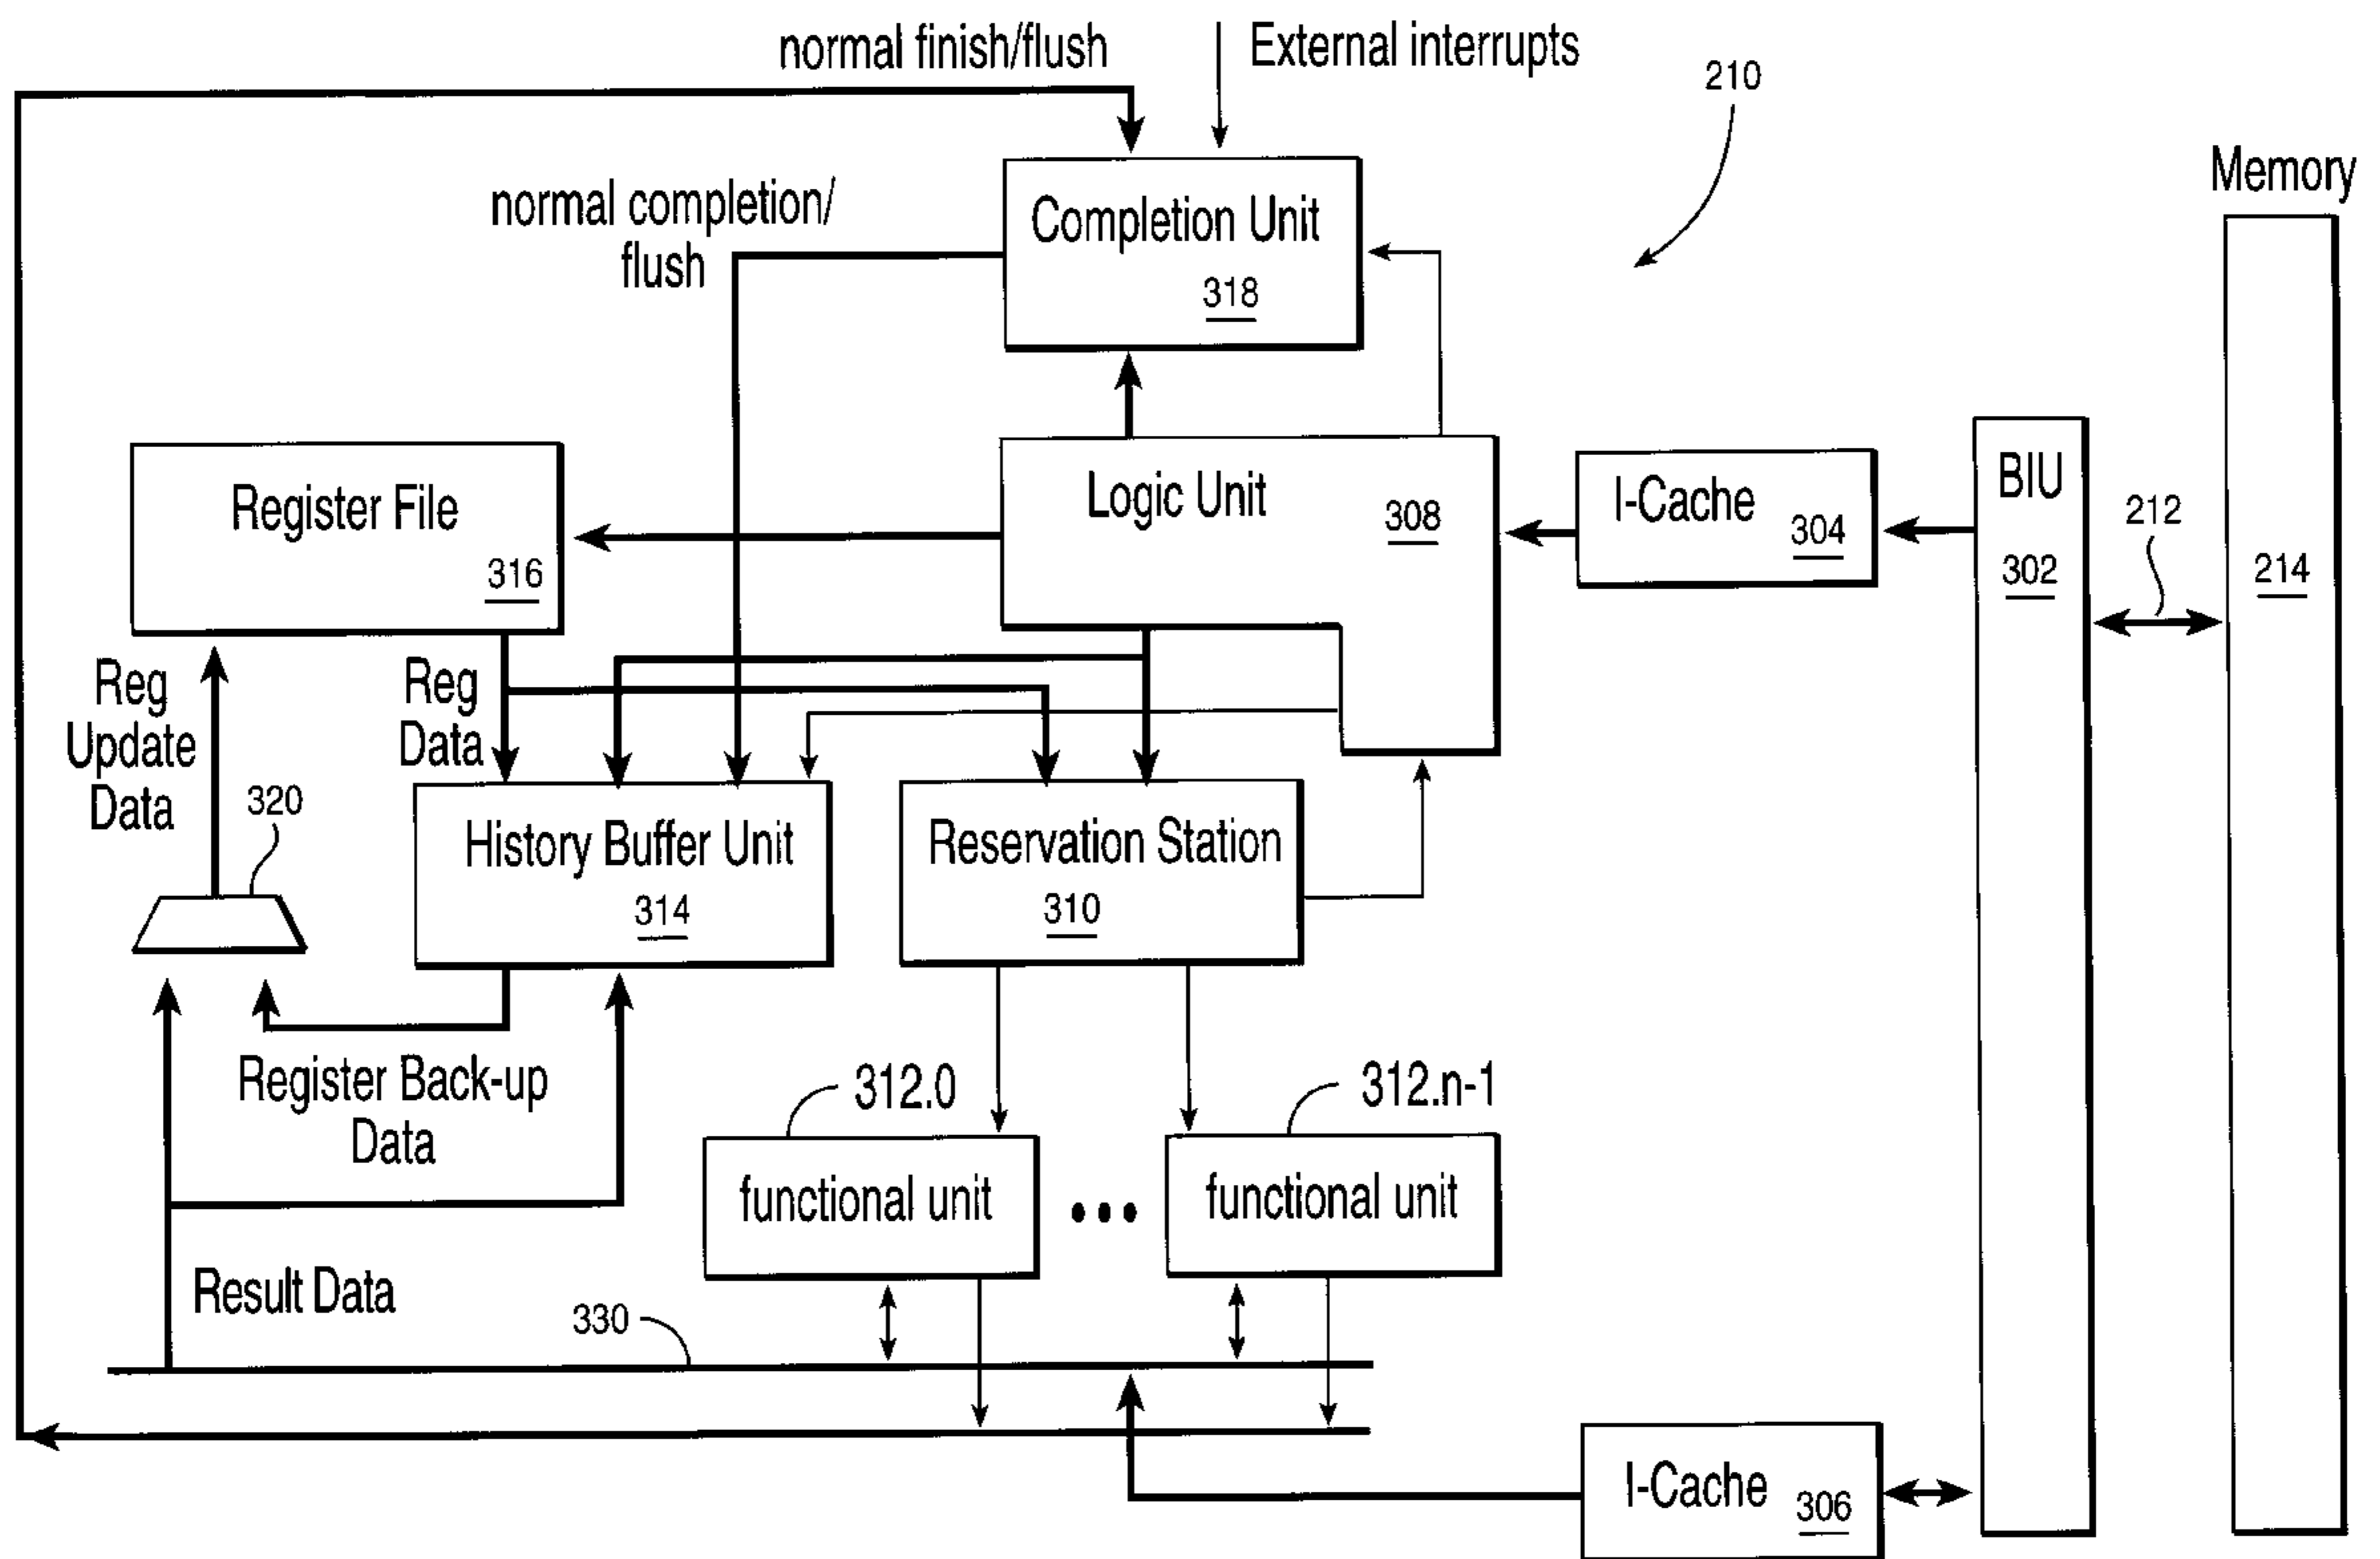 normal finish/flush
External interrupts
210
Memory
normal completion/
flush
Completion Unit
318
Register File
316
Logic Unit
308
I-Cache
304
BIU
302
212
214
Reg
Update
Data
Reg
Data
320
History Buffer Unit
314
Reservation Station
310
Register Back-up
Data
312.0
312.n-1
functional unit
functional unit
Result Data
330
I-Cache
306